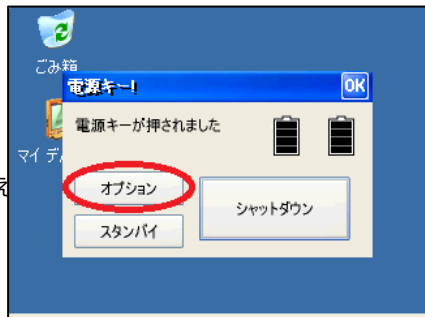 ごみ箱
電源キー!
OK
電源キーが押されました
マイ デ
え
オプション
シャットダウン
スタンバイ